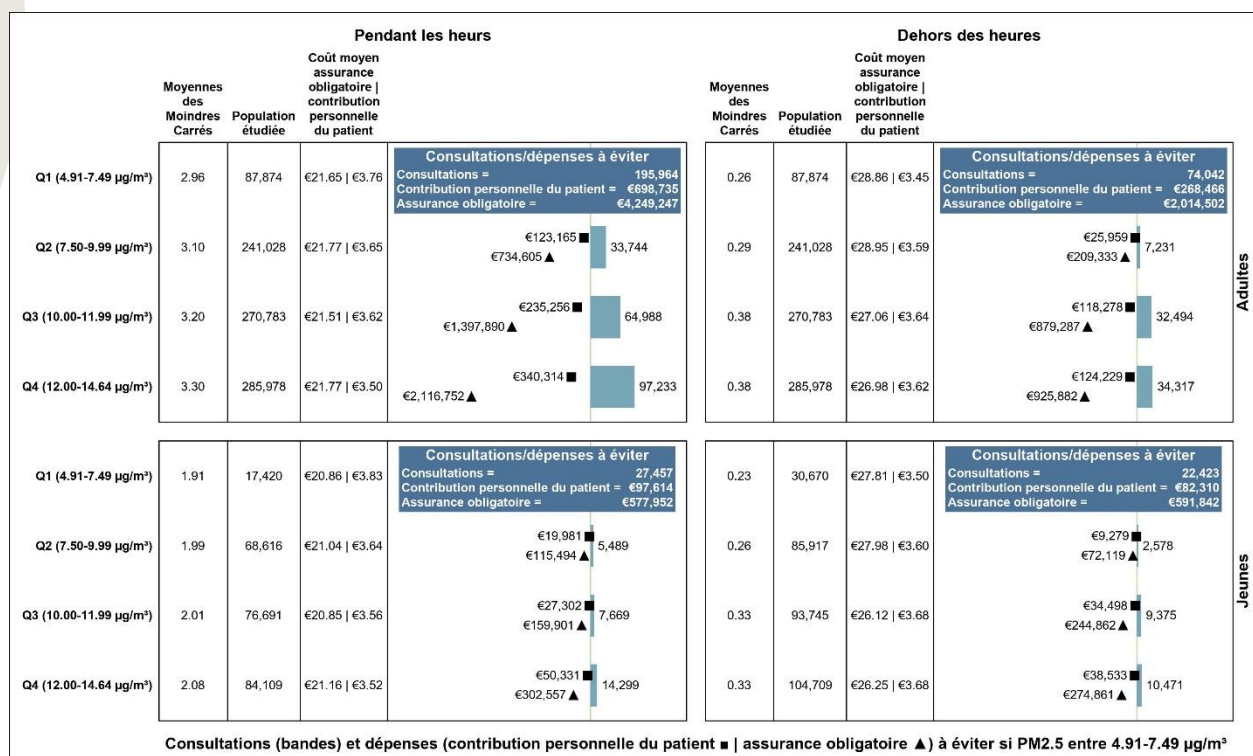 Pendant les heurs
Dehors des heures
Moyennes des Moindres Carrés
Population étudiée
Coût moyen assurance obligatoire | contribution personnelle du patient
Moyennes des Moindres Carrés
Population étudiée
Coût moyen assurance obligatoire | contribution personnelle du patient
Adultes
Q1 (4.91-7.49 µg/m³) 2.96 87,874 €21.65 | €3.76
Consultations/dépenses à éviter
Consultations = 195,964
Contribution personnelle du patient = €698,735
Assurance obligatoire = €4,249,247
0.26 87,874 €28.86 | €3.45
Consultations/dépenses à éviter
Consultations = 74,042
Contribution personnelle du patient = €268,466
Assurance obligatoire = €2,014,502
Q2 (7.50-9.99 µg/m³) 3.10 241,028 €21.77 | €3.65
€123,165 ■
33,744
€734,605 ▲
0.29 241,028 €28.95 | €3.59
€25,959 ■
7,231
€209,333 ▲
Q3 (10.00-11.99 µg/m³) 3.20 270,783 €21.51 | €3.62
€235,256 ■
64,988
€1,397,890 ▲
0.38 270,783 €27.06 | €3.64
€118,278 ■
32,494
€879,287 ▲
Q4 (12.00-14.64 µg/m³) 3.30 285,978 €21.77 | €3.50
€340,314 ■
97,233
€2,116,752 ▲
0.38 285,978 €26.98 | €3.62
€124,229 ■
34,317
€925,882 ▲
Jeunes
Q1 (4.91-7.49 µg/m³) 1.91 17,420 €20.86 | €3.83
Consultations/dépenses à éviter
Consultations = 27,457
Contribution personnelle du patient = €97,614
Assurance obligatoire = €577,952
0.23 30,670 €27.81 | €3.50
Consultations/dépenses à éviter
Consultations = 22,423
Contribution personnelle du patient = €82,310
Assurance obligatoire = €591,842
Q2 (7.50-9.99 µg/m³) 1.99 68,616 €21.04 | €3.64
€19,981 ■
5,489
€115,494 ▲
0.26 85,917 €27.98 | €3.60
€9,279 ■
2,578
€72,119 ▲
Q3 (10.00-11.99 µg/m³) 2.01 76,691 €20.85 | €3.56
€27,302 ■
7,669
€159,901 ▲
0.33 93,745 €26.12 | €3.68
€34,498 ■
9,375
€244,862 ▲
Q4 (12.00-14.64 µg/m³) 2.08 84,109 €21.16 | €3.52
€50,331 ■
14,299
€302,557 ▲
0.33 104,709 €26.25 | €3.68
€38,533 ■
10,471
€274,861 ▲
Consultations (bandes) et dépenses (contribution personnelle du patient ■ | assurance obligatoire ▲) à éviter si PM2.5 entre 4.91-7.49 µg/m³